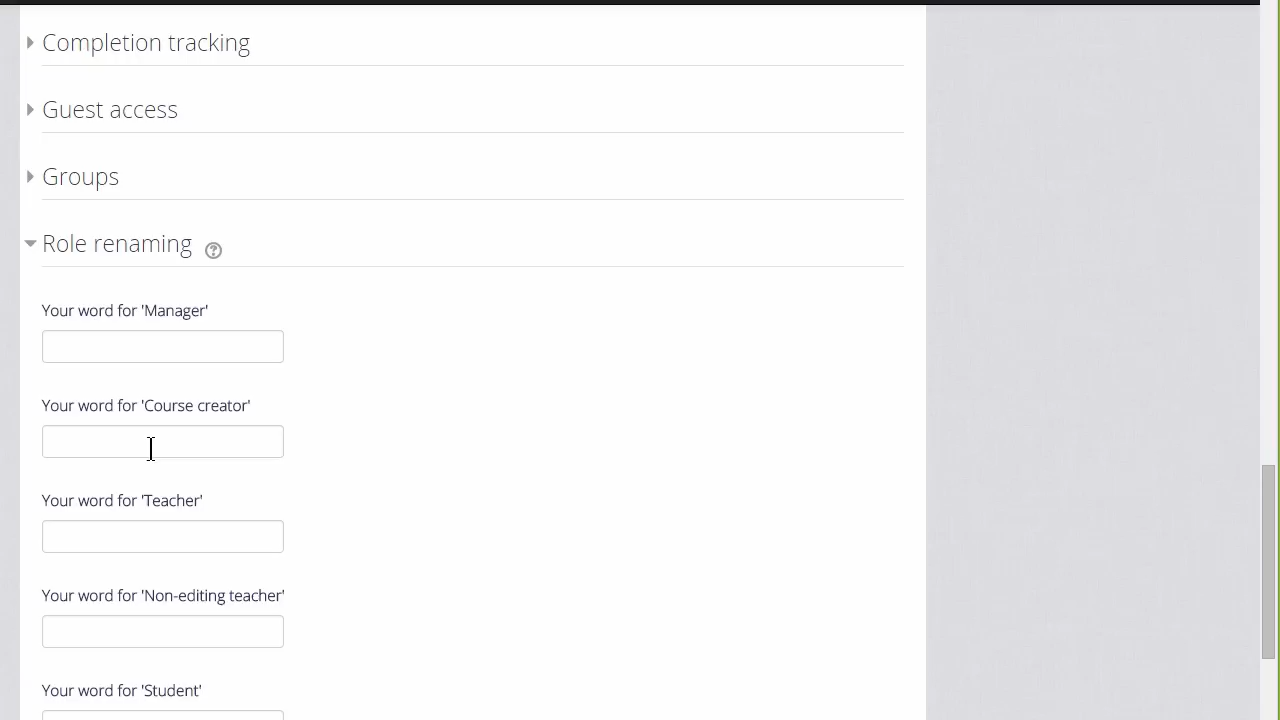 Completion tracking
Guest access
Groups
Role renaming
Your word for 'Manager'
Your word for 'Course creator'
Your word for 'Teacher'
Your word for 'Non-editing teacher'
Your word for 'Student'